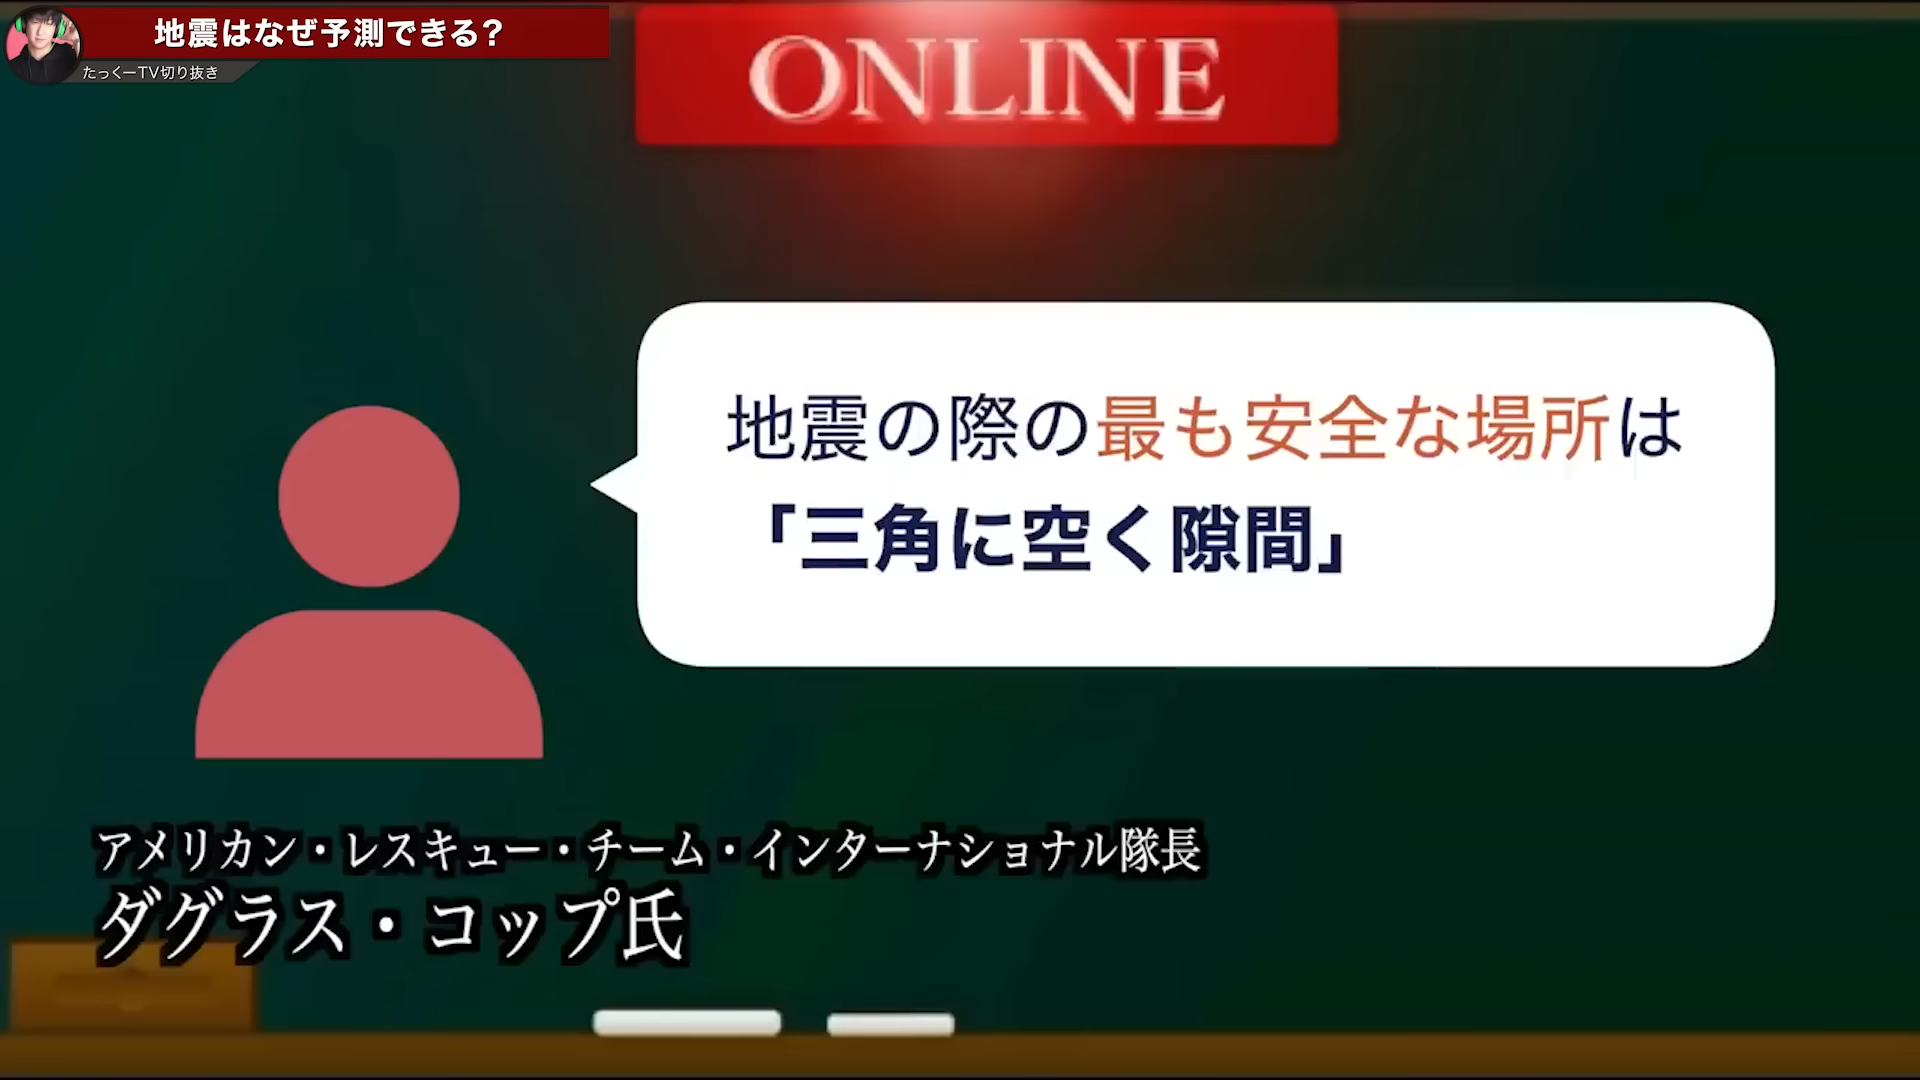 地震はなぜ予測できる?
たっくーTV切り抜き
ONLINE
地震の際の最も安全な場所は
「三角に空く隙間」
アメリカン・レスキュー・チーム・インターナショナル隊長
ダグラス・コップ氏